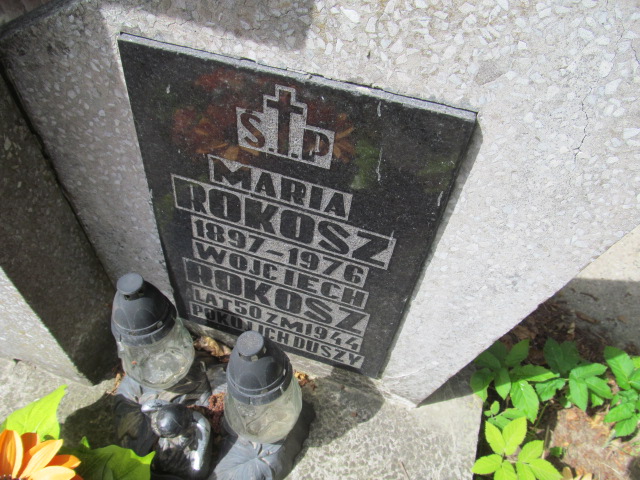 Ś.†P.
MARIA
ROKOSZ
1897-1976
WOJCIECH
ROKOSZ
LAT 50 ZM 1944
POKÓJ ICH DUSZY